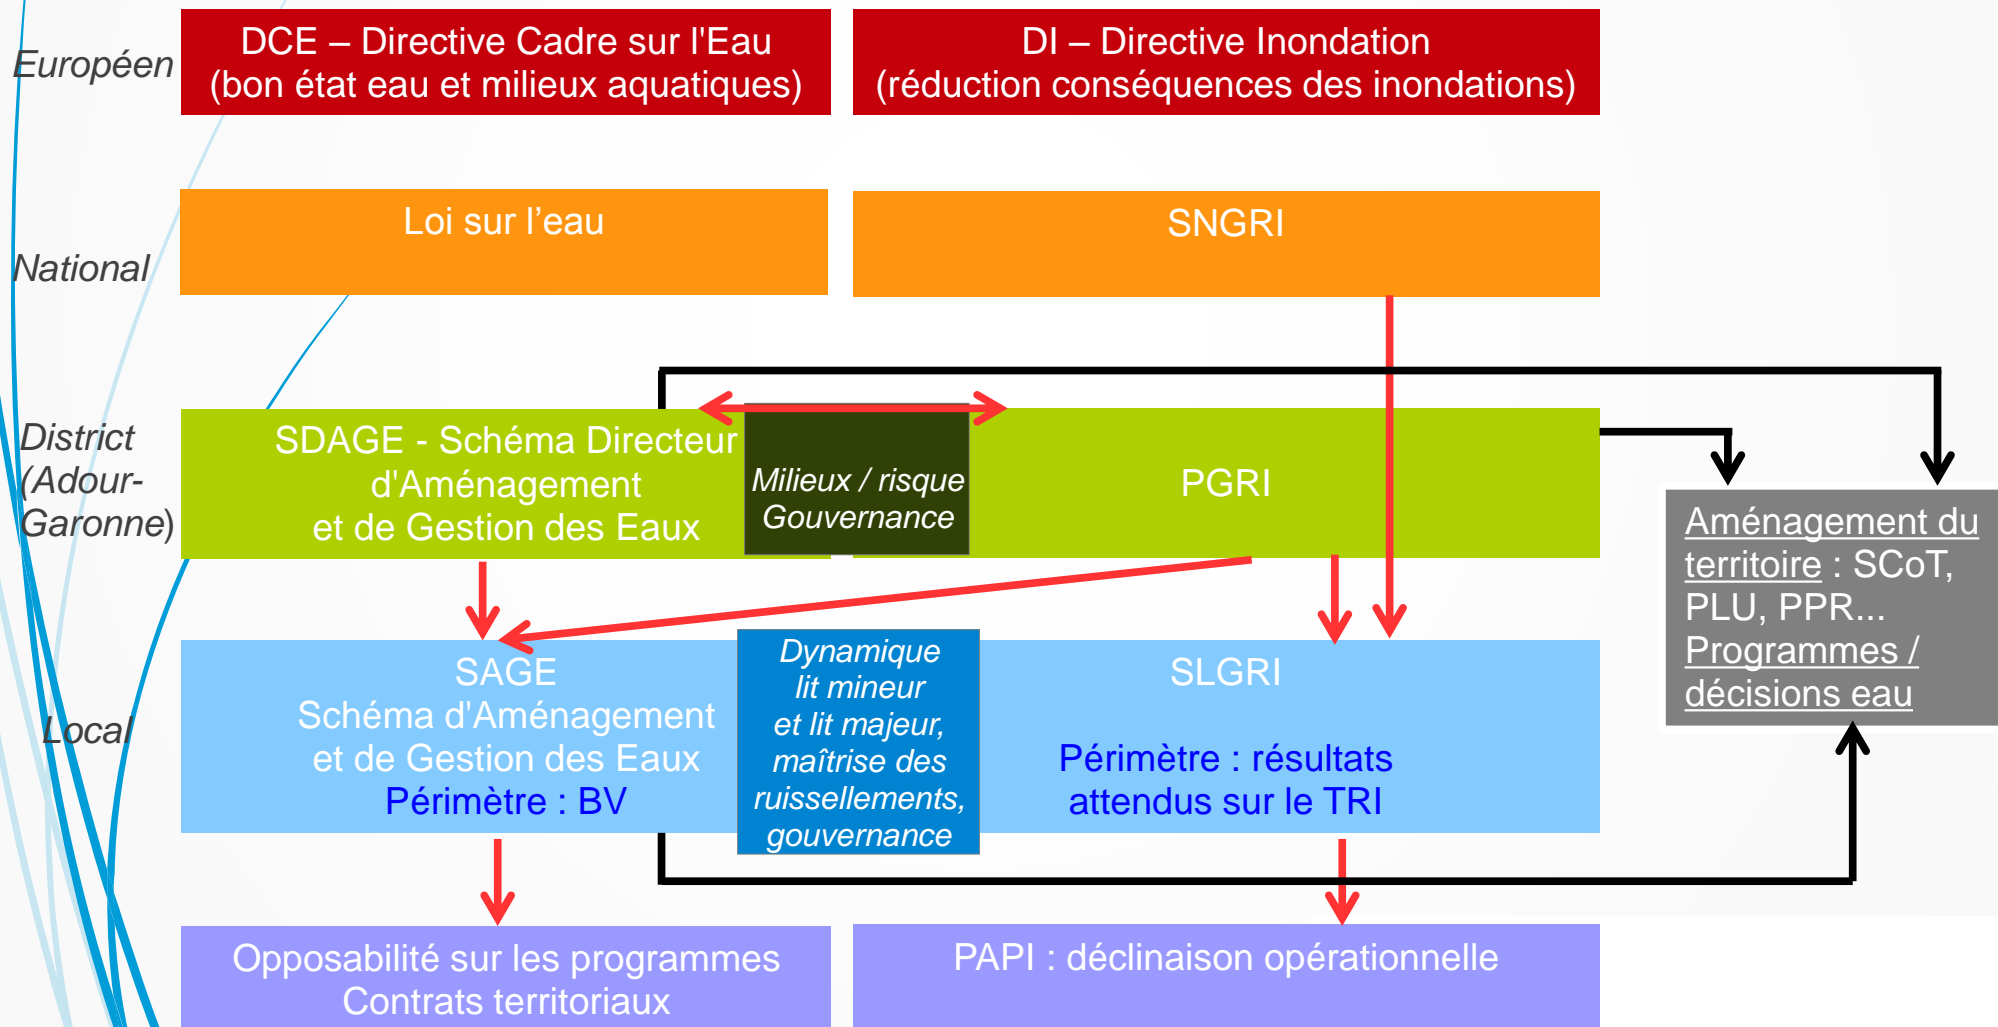 Européen
DCE – Directive Cadre sur l'Eau
(bon état eau et milieux aquatiques)
DI – Directive Inondation
(réduction conséquences des inondations)
National
Loi sur l’eau
SNGRI
District
(Adour-
Garonne)
SDAGE - Schéma Directeur
d'Aménagement
et de Gestion des Eaux
Milieux / risque
Gouvernance
PGRI
Aménagement du
territoire : SCoT,
PLU, PPR...
Programmes /
décisions eau
Local
SAGE
Schéma d'Aménagement
et de Gestion des Eaux
Périmètre : BV
Dynamique
lit mineur
et lit majeur,
maîtrise des
ruissellements,
gouvernance
SLGRI
Périmètre : résultats
attendus sur le TRI
Opposabilité sur les programmes
Contrats territoriaux
PAPI : déclinaison opérationnelle